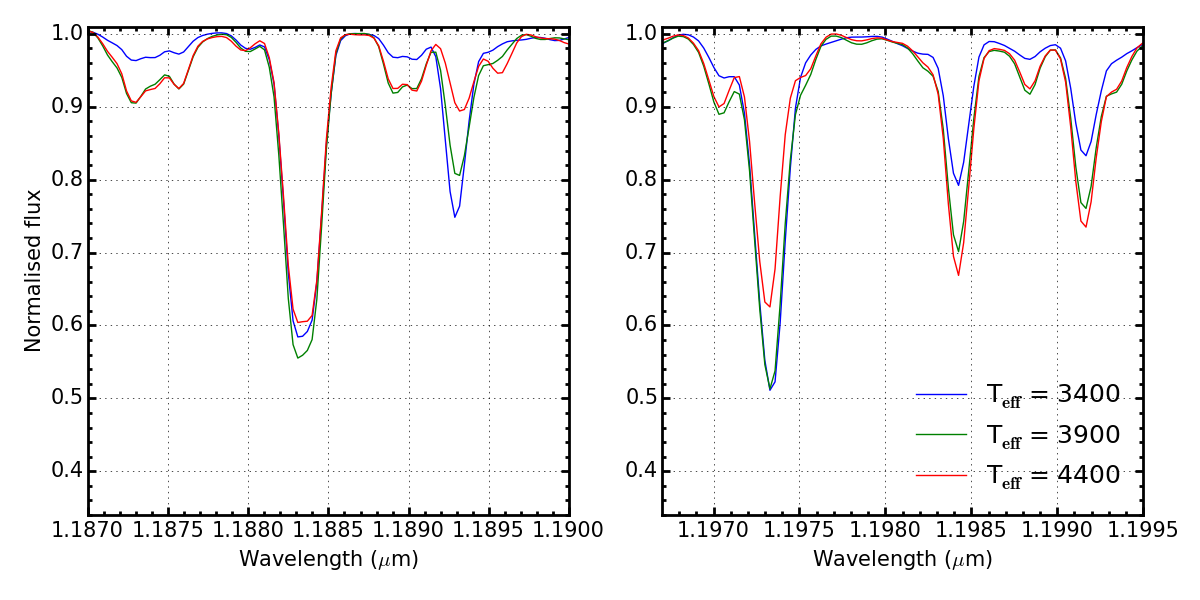 Normalised flux
1.0
0.9
0.8
0.7
0.6
0.5
0.4
1.1870 1.1875 1.1880 1.1885 1.1890 1.1895 1.1900
Wavelength (μm)
1.0
0.9
0.8
0.7
0.6
0.5
0.4
T_eff = 3400
T_eff = 3900
T_eff = 4400
1.1970 1.1975 1.1980 1.1985 1.1990 1.1995
Wavelength (μm)